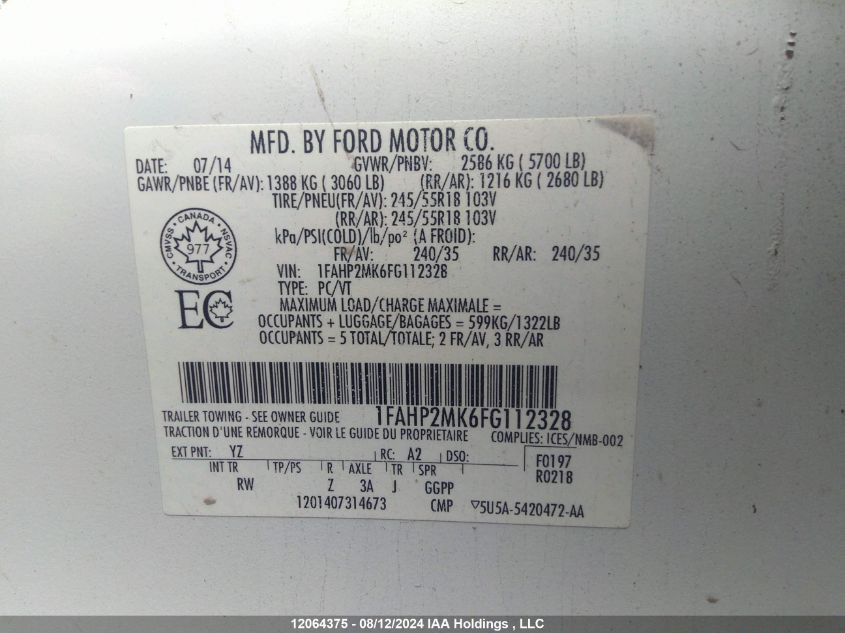 MFD. BY FORD MOTOR CO.
DATE: 07/14 GVWR/PNBV: 2586 KG ( 5700 LB)
GAWR/PNBE (FR/AV): 1388 KG ( 3060 LB) (RR/AR): 1216 KG ( 2680 LB)
TIRE/PNEU(FR/AV): 245/55R18 103V
(RR/AR): 245/55R18 103V
kPa/PSI(COLD)/lb/po² (A FROID):
FR/AV: 240/35 RR/AR: 240/35
VIN: 1FAHP2MK6FG112328
TYPE: PC/VT
MAXIMUM LOAD/CHARGE MAXIMALE =
OCCUPANTS + LUGGAGE/BAGAGES = 599KG/1322LB
OCCUPANTS = 5 TOTAL/TOTALE; 2 FR/AV, 3 RR/AR
CMVSS • CANADA • NSVAC
977
TRANSPORT
EC
1FAHP2MK6FG112328
TRAILER TOWING - SEE OWNER GUIDE
TRACTION D'UNE REMORQUE - VOIR LE GUIDE DU PROPRIETAIRE
COMPLIES: ICES/NMB-002
EXT PNT: YZ RC: A2 DSO: F0197
INT TR TP/PS R AXLE TR SPR R0218
RW Z 3A J GGPP
1201407314673 CMP ▽5U5A-5420472-AA
12064375 - 08/12/2024 IAA Holdings , LLC